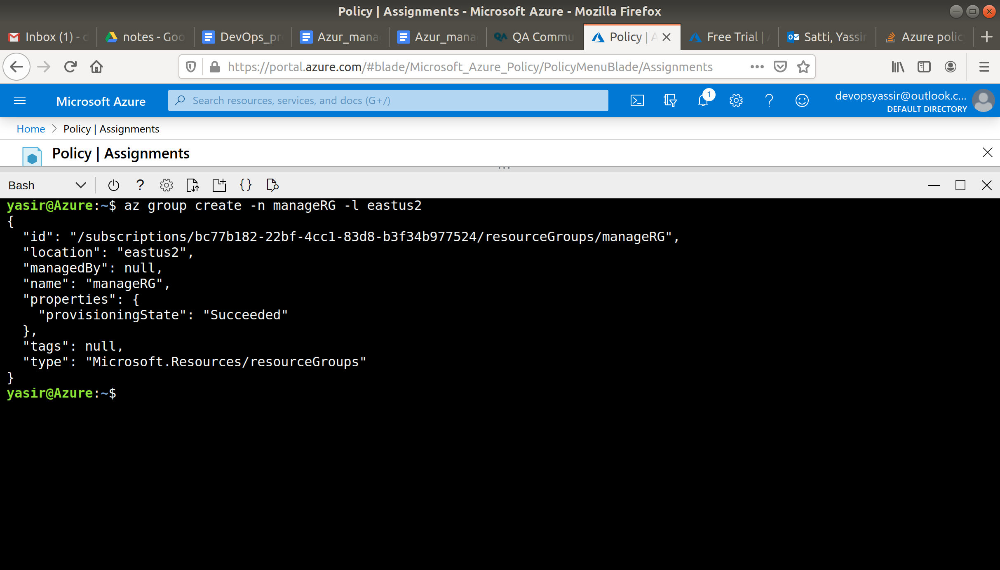 Policy | Assignments - Microsoft Azure - Mozilla Firefox
Inbox (1) - notes - Goo DevOps_pr Azur_mana Azur_mana QA Commu Policy | Free Trial | Satti, Yassir Azure polic
https://portal.azure.com/#blade/Microsoft_Azure_Policy/PolicyMenuBlade/Assignments
Microsoft Azure Search resources, services, and docs (G+/) 1 devopsyassir@outlook.c...
DEFAULT DIRECTORY
Home > Policy | Assignments
Policy | Assignments
Bash
yasir@Azure:~$ az group create -n manageRG -l eastus2
{
  "id": "/subscriptions/bc77b182-22bf-4cc1-83d8-b3f34b977524/resourceGroups/manageRG",
  "location": "eastus2",
  "managedBy": null,
  "name": "manageRG",
  "properties": {
    "provisioningState": "Succeeded"
  },
  "tags": null,
  "type": "Microsoft.Resources/resourceGroups"
}
yasir@Azure:~$